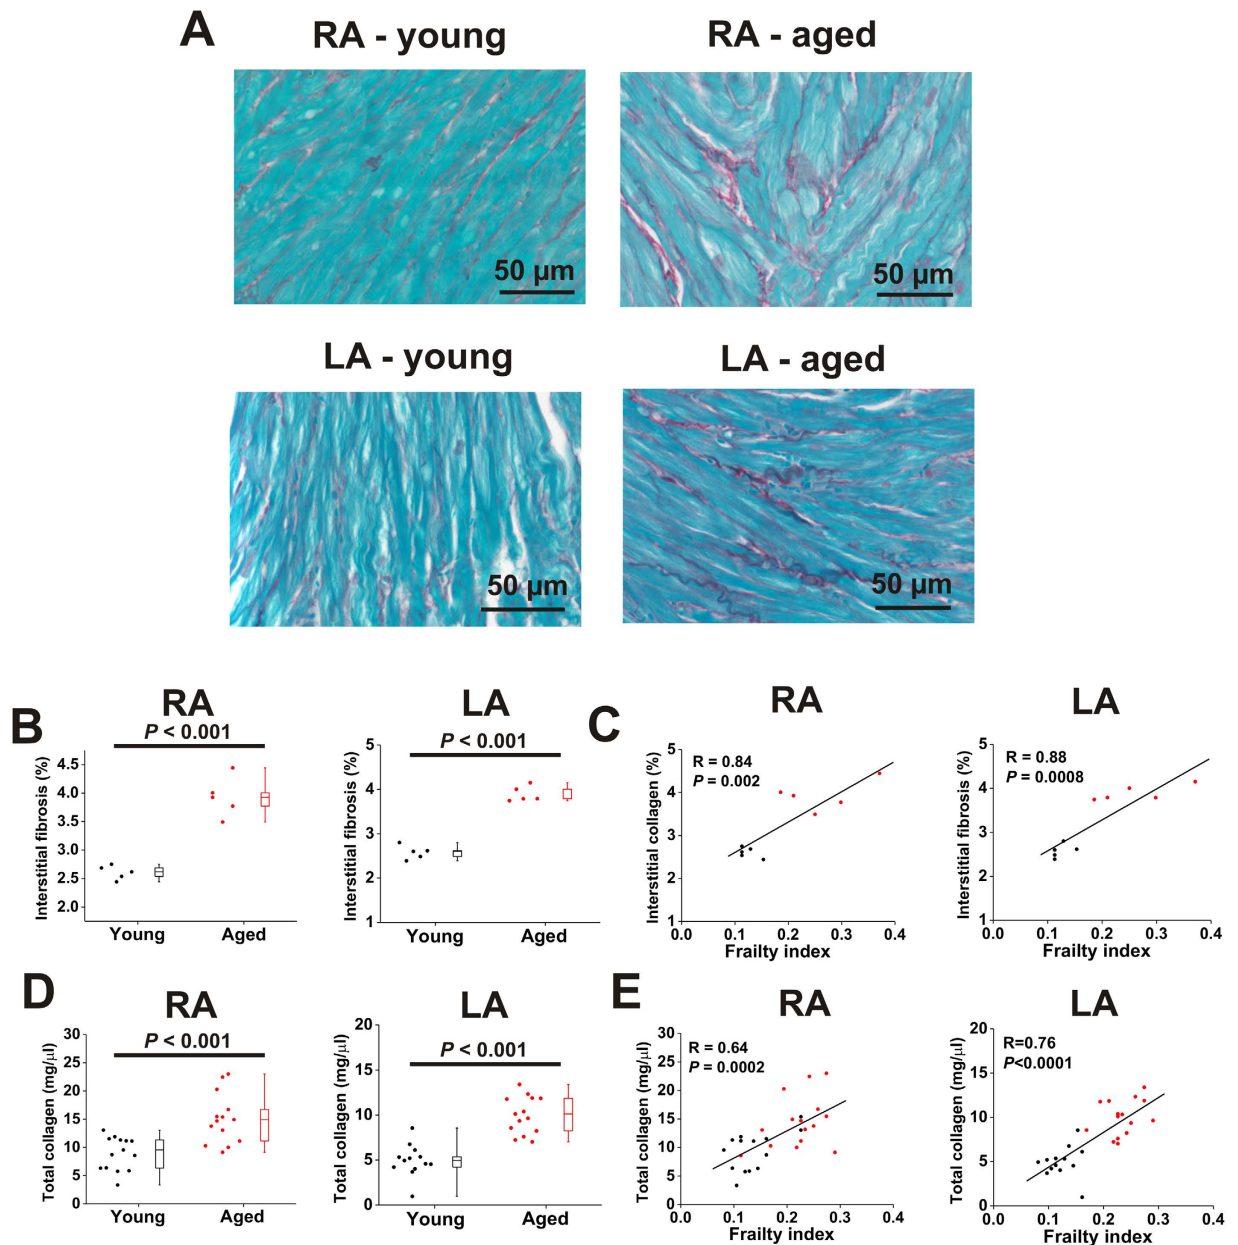 A
RA - young
RA - aged
50 µm
50 µm
LA - young
LA - aged
50 µm
50 µm
B
RA
P < 0.001
Interstitial fibrosis (%)
4.5
4.0
3.5
3.0
2.5
2.0
Young
Aged
LA
P < 0.001
Interstitial fibrosis (%)
5
4
3
2
1
Young
Aged
C
RA
R = 0.84
P = 0.002
Interstitial collagen (%)
5
4
3
2
1
0.0
0.1
0.2
0.3
0.4
Frailty index
LA
R = 0.88
P = 0.0008
Interstitial fibrosis (%)
5
4
3
2
1
0.0
0.1
0.2
0.3
0.4
Frailty index
D
RA
P < 0.001
Total collagen (mg/µl)
30
25
20
15
10
5
0
Young
Aged
LA
P < 0.001
Total collagen (mg/µl)
20
15
10
5
0
Young
Aged
E
RA
R = 0.64
P = 0.0002
Total collagen (mg/µl)
30
25
20
15
10
5
0
0.0
0.1
0.2
0.3
0.4
Frailty index
LA
R=0.76
P<0.0001
Total collagen (mg/µl)
20
15
10
5
0
0.0
0.1
0.2
0.3
0.4
Frailty index